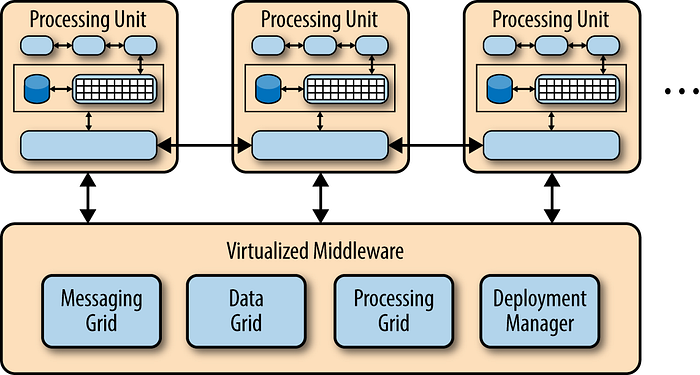 Processing Unit
Processing Unit
Processing Unit
...
Virtualized Middleware
Messaging
Grid
Data
Grid
Processing
Grid
Deployment
Manager